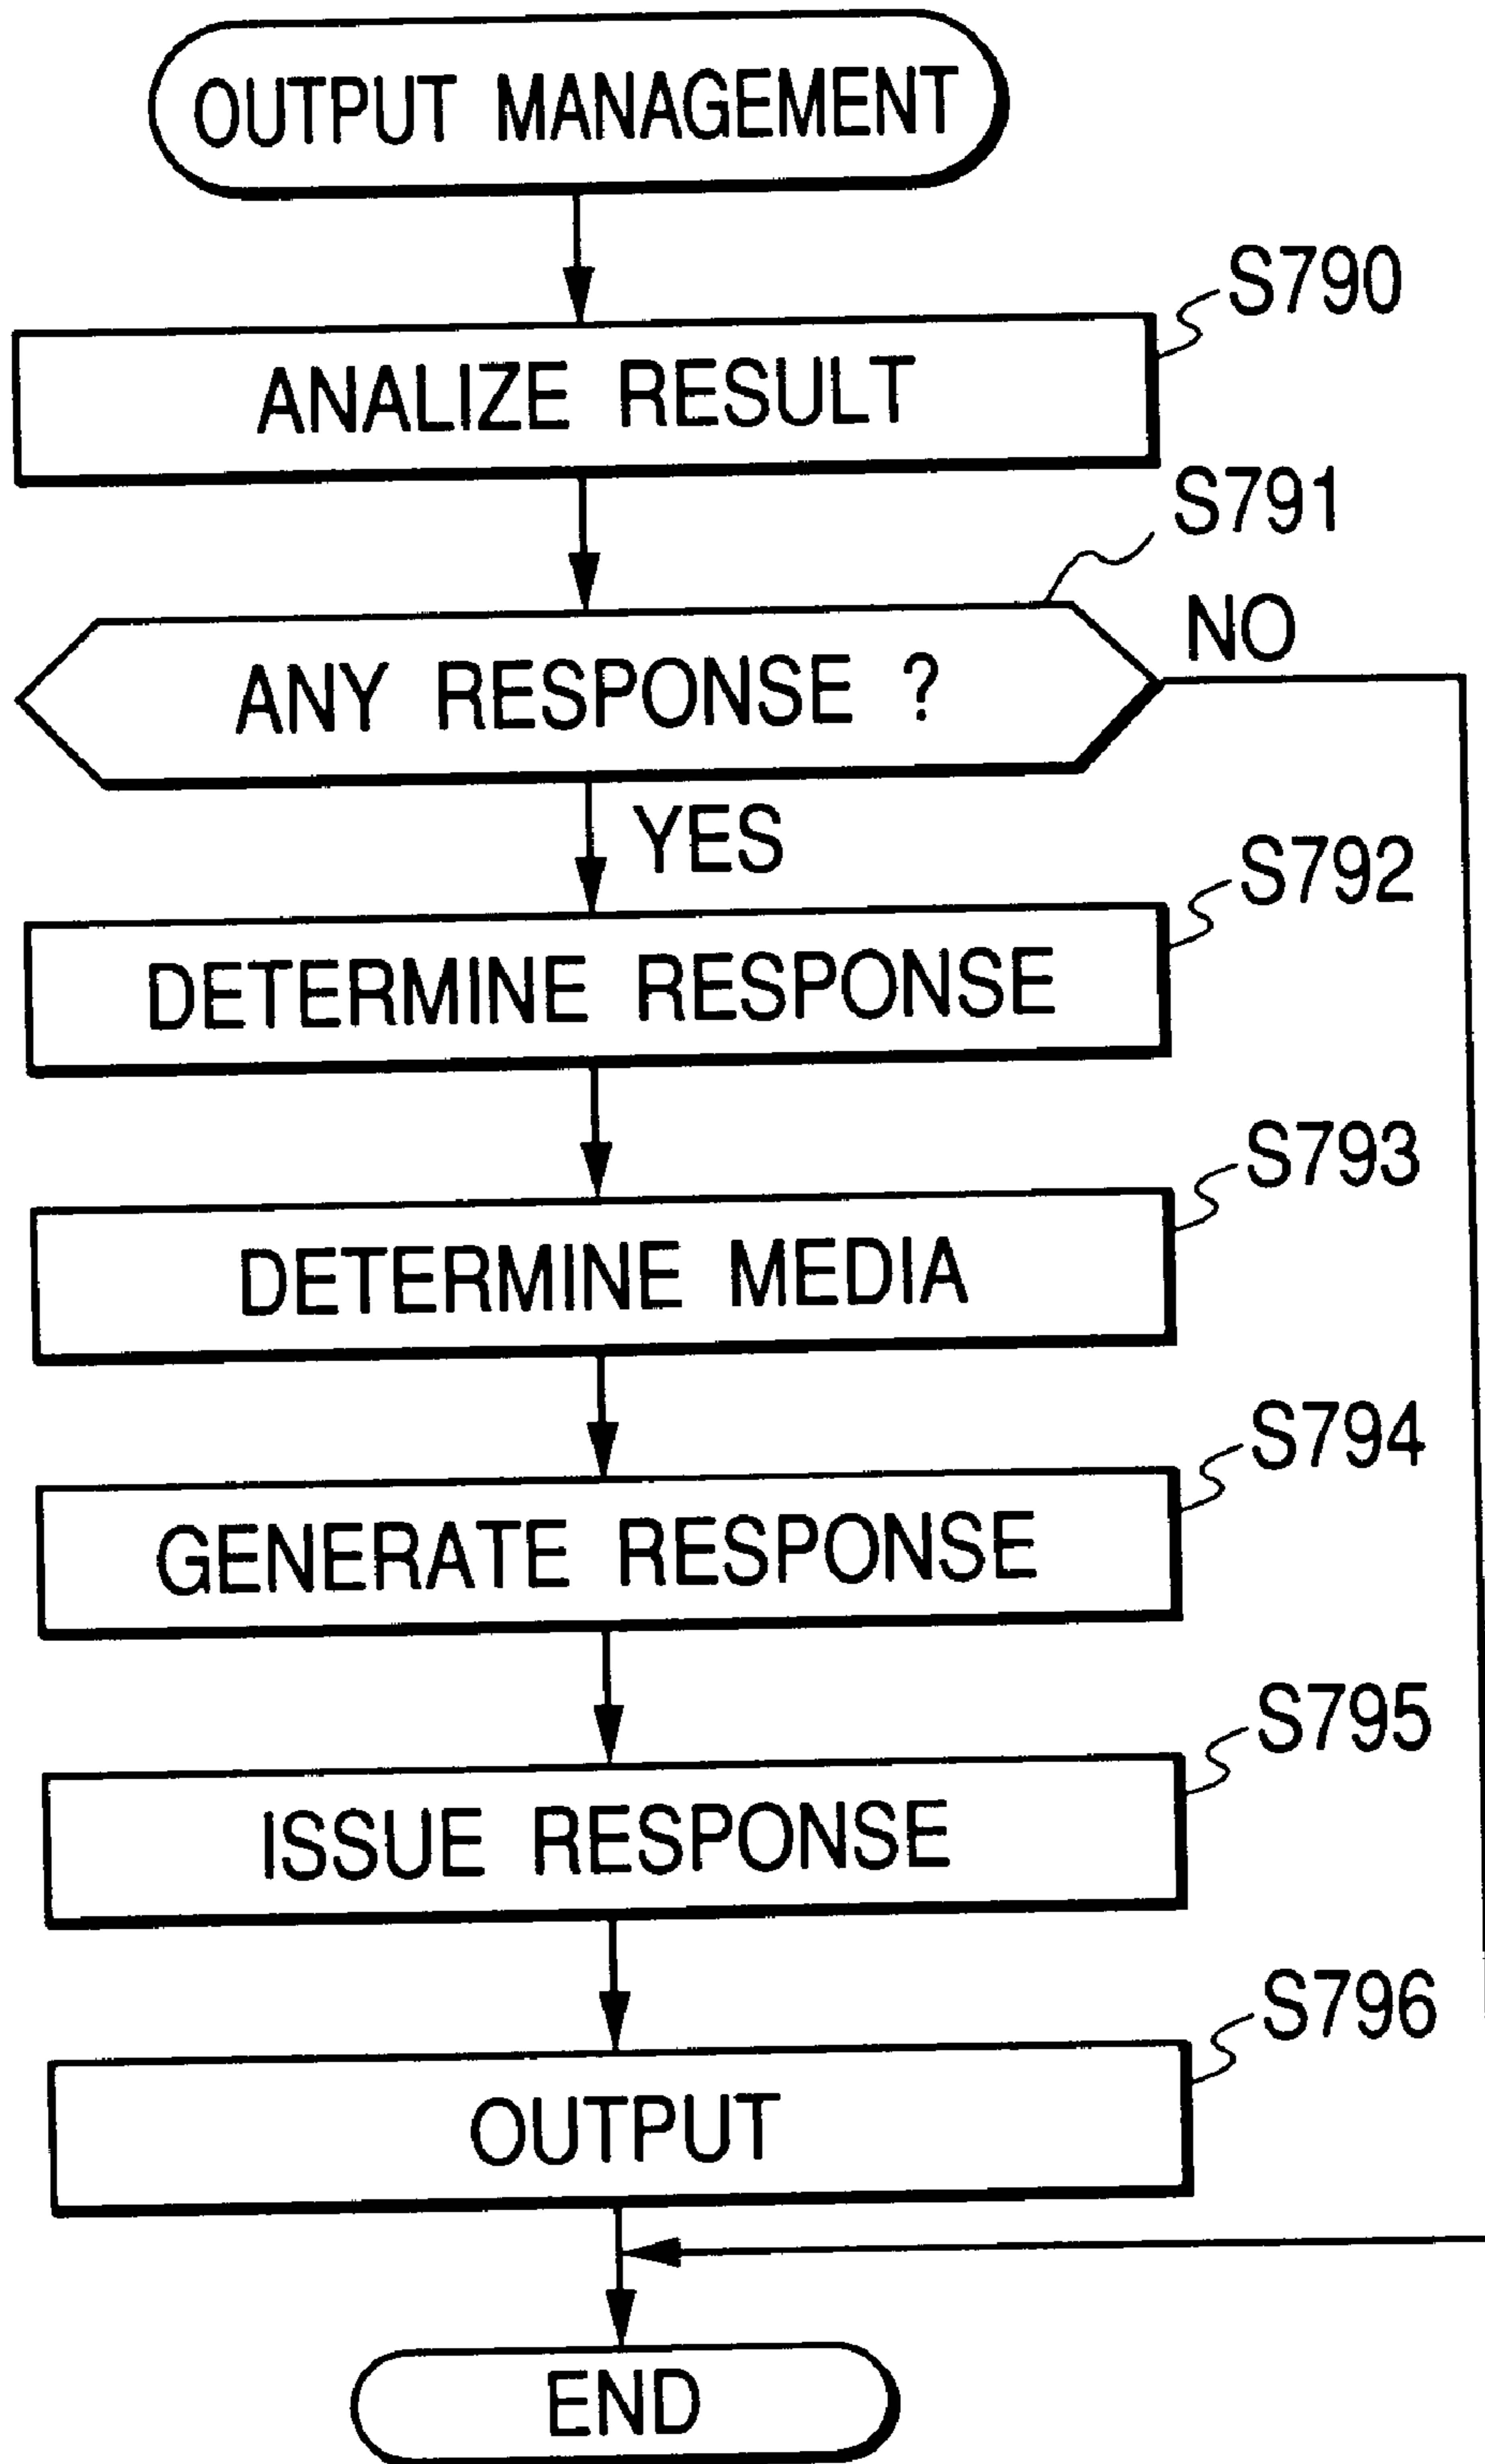 OUTPUT MANAGEMENT
S790
ANALIZE RESULT
S791
ANY RESPONSE ?
NO
YES
S792
DETERMINE RESPONSE
S793
DETERMINE MEDIA
S794
GENERATE RESPONSE
S795
ISSUE RESPONSE
S796
OUTPUT
END